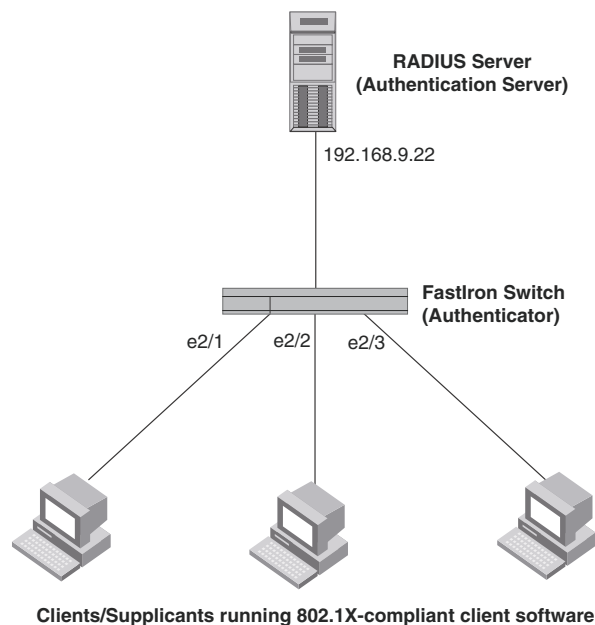 RADIUS Server
(Authentication Server)
192.168.9.22
FastIron Switch
(Authenticator)
e2/1
e2/2
e2/3
Clients/Supplicants running 802.1X-compliant client software